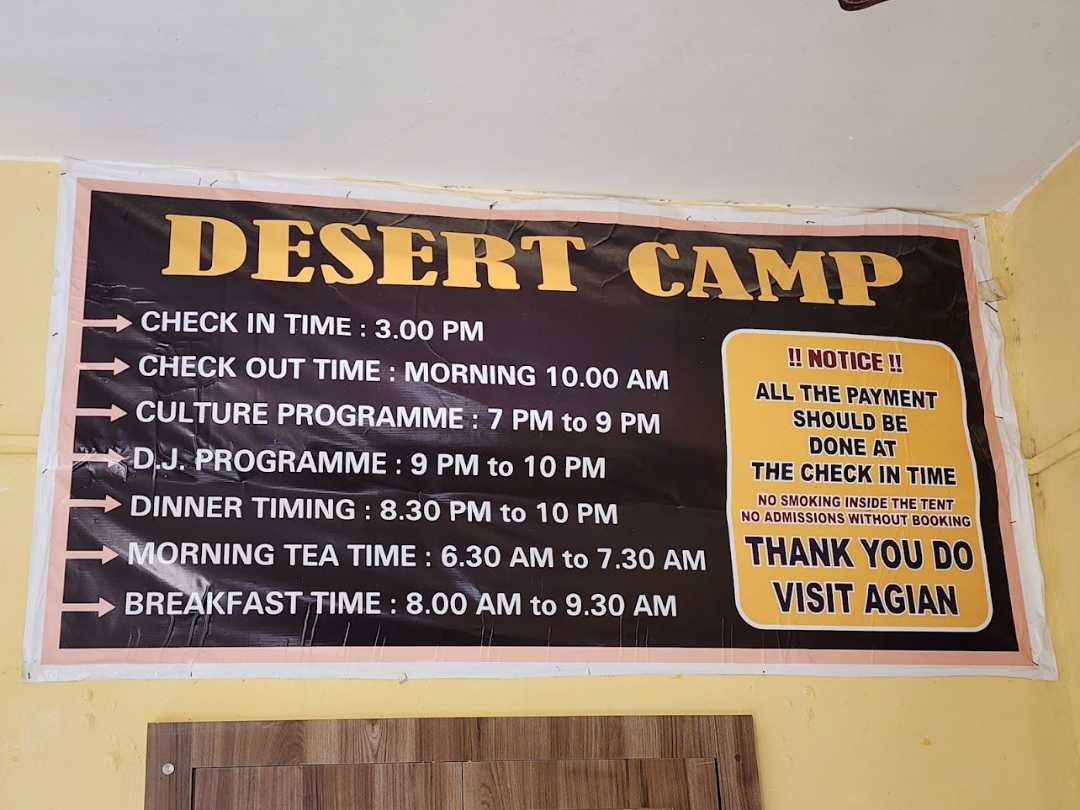 DESERT CAMP
CHECK IN TIME : 3.00 PM
CHECK OUT TIME : MORNING 10.00 AM
CULTURE PROGRAMME : 7 PM to 9 PM
D.J. PROGRAMME : 9 PM to 10 PM
DINNER TIMING : 8.30 PM to 10 PM
MORNING TEA TIME : 6.30 AM to 7.30 AM
BREAKFAST TIME : 8.00 AM to 9.30 AM
!! NOTICE !!
ALL THE PAYMENT
SHOULD BE
DONE AT
THE CHECK IN TIME
NO SMOKING INSIDE THE TENT
NO ADMISSIONS WITHOUT BOOKING
THANK YOU DO
VISIT AGIAN